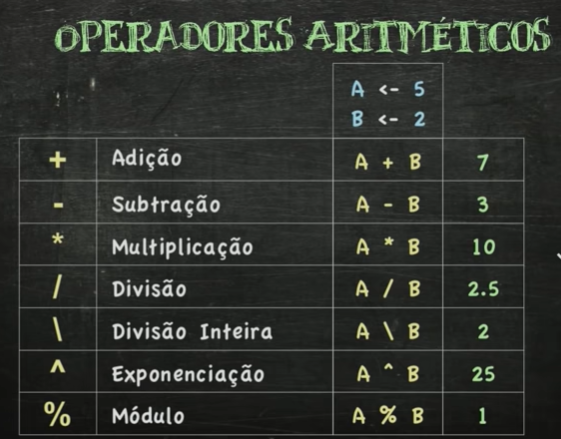 OPERADORES ARITMÉTICOS
A <- 5
B <- 2
+ Adição A + B 7
- Subtração A - B 3
* Multiplicação A * B 10
/ Divisão A / B 2.5
\ Divisão Inteira A \ B 2
^ Exponenciação A ^ B 25
% Módulo A % B 1